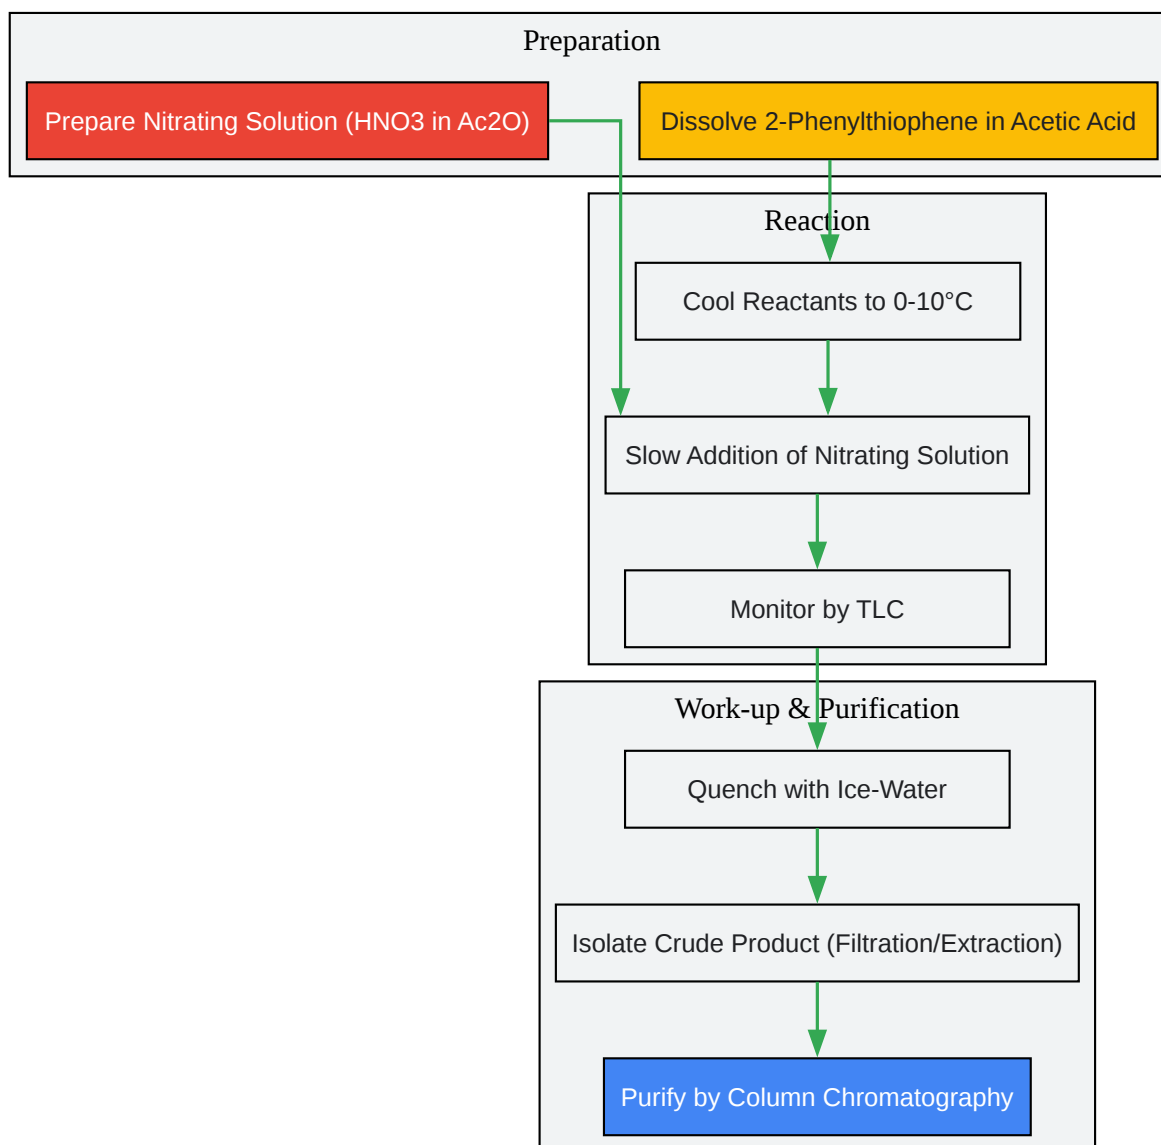 Preparation
Prepare Nitrating Solution (HNO3 in Ac2O)
Dissolve 2-Phenylthiophene in Acetic Acid
Reaction
Cool Reactants to 0-10°C
Slow Addition of Nitrating Solution
Monitor by TLC
Work-up & Purification
Quench with Ice-Water
Isolate Crude Product (Filtration/Extraction)
Purify by Column Chromatography